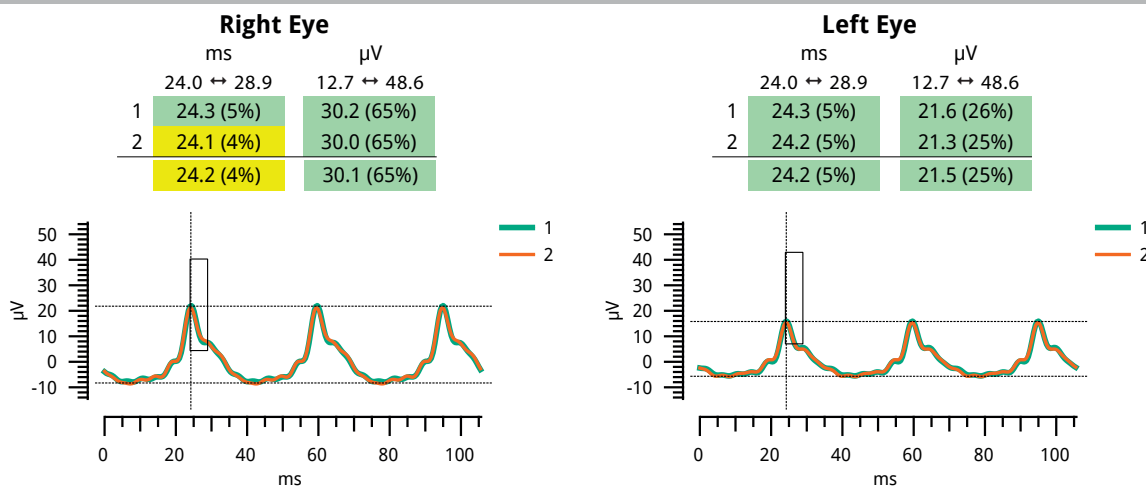 Right Eye
ms µV
24.0 ↔ 28.9 12.7 ↔ 48.6
1 24.3 (5%) 30.2 (65%)
2 24.1 (4%) 30.0 (65%)
24.2 (4%) 30.1 (65%)
50
40
30
20
10
0
-10
µV
1
2
0 20 40 60 80 100
ms
Left Eye
ms µV
24.0 ↔ 28.9 12.7 ↔ 48.6
1 24.3 (5%) 21.6 (26%)
2 24.2 (5%) 21.3 (25%)
24.2 (5%) 21.5 (25%)
50
40
30
20
10
0
-10
µV
1
2
0 20 40 60 80 100
ms